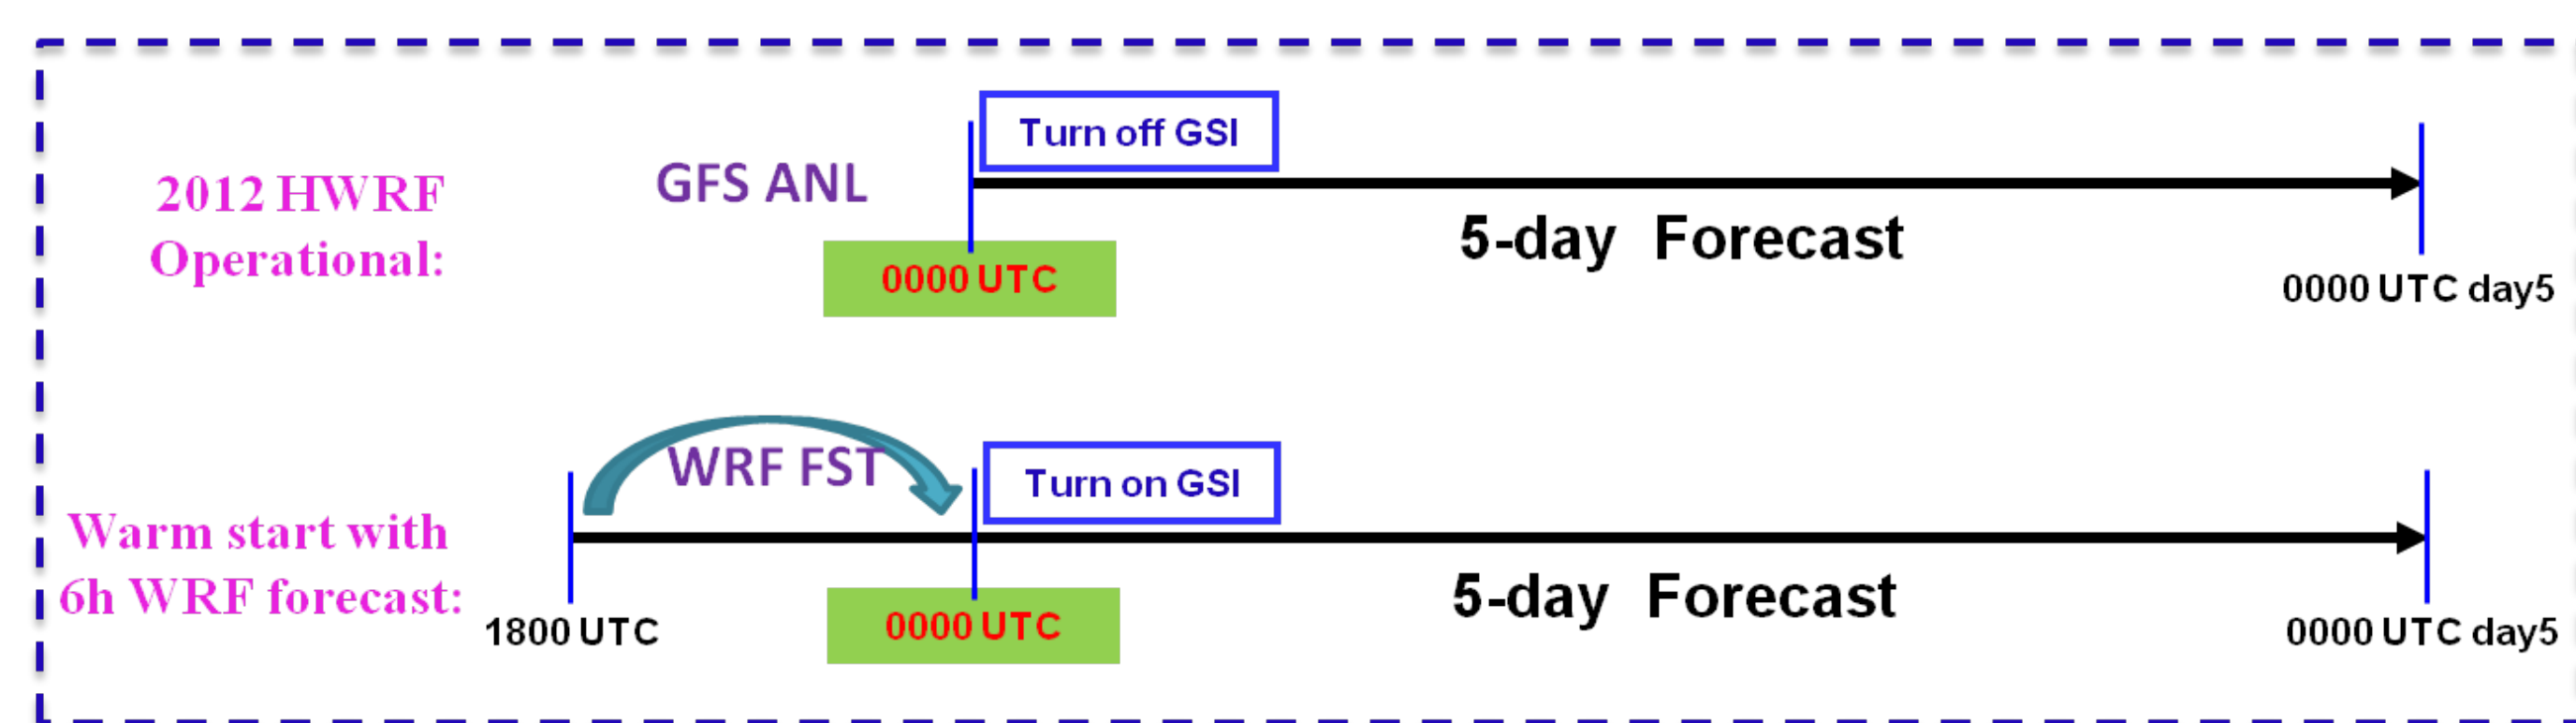 Turn off GSI
GFS ANL
2012 HWRF
Operational:
5-day Forecast
0000 UTC
0000 UTC day5
WRF FST
Turn on GSI
Warm start with
6h WRF forecast:
5-day Forecast
1800 UTC
0000 UTC
0000 UTC day5